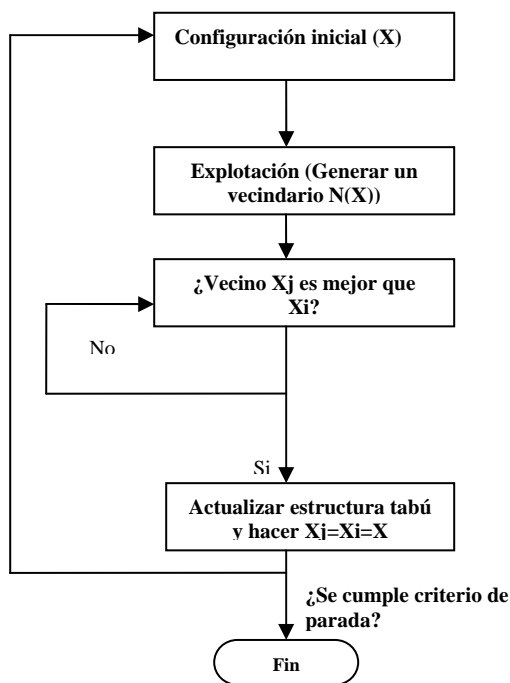 Configuración inicial (X)
Explotación (Generar un
vecindario N(X))
¿Vecino Xj es mejor que
Xi?
No
Si
Actualizar estructura tabú
y hacer Xj=Xi=X
¿Se cumple criterio de
parada?
Fin